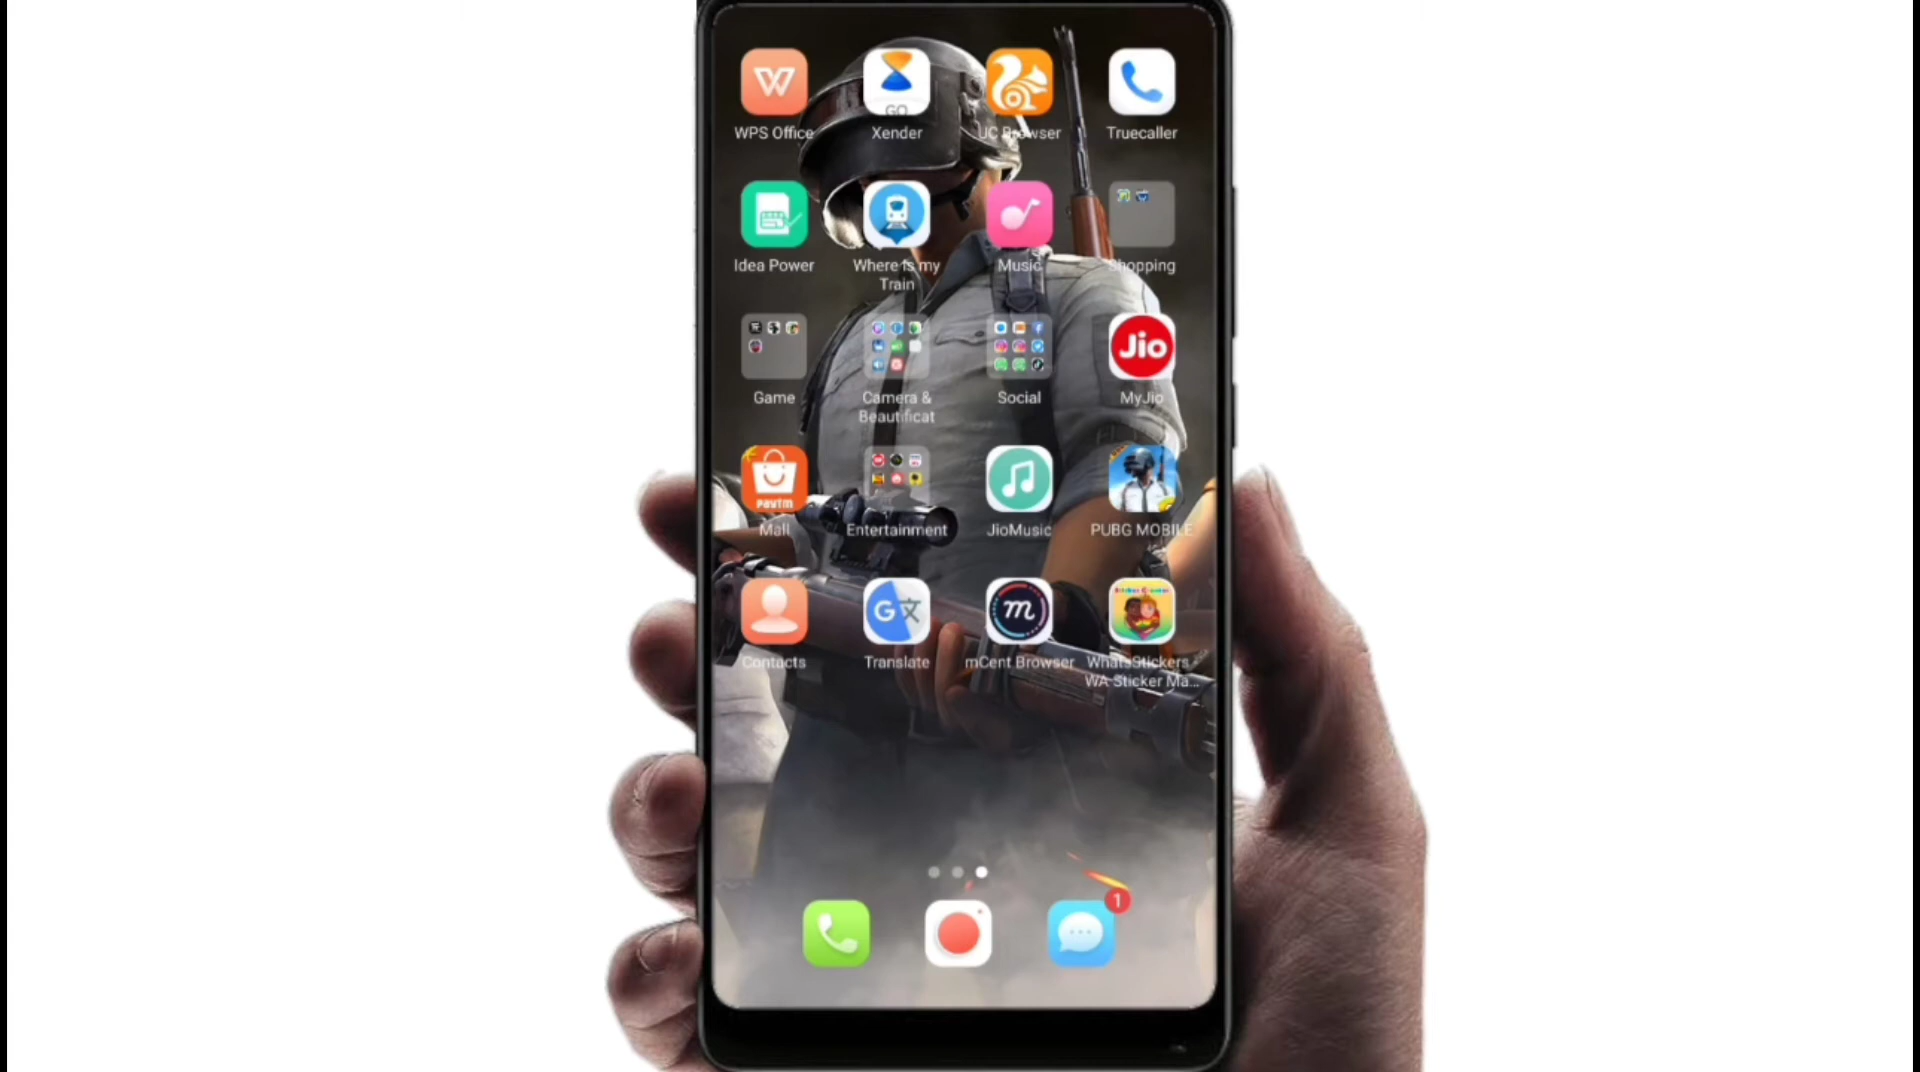 GO
WPS Office
Xender
UC Browser
Truecaller
Idea Power
Where is my
Train
Music
Shopping
Jio
Game
Camera &
Beautificat
Social
MyJio
Paytm
Mall
Entertainment
JioMusic
PUBG MOBILE
G
m
Contacts
Translate
mCent Browser
WhatsStickers -
WA Sticker Ma...
1